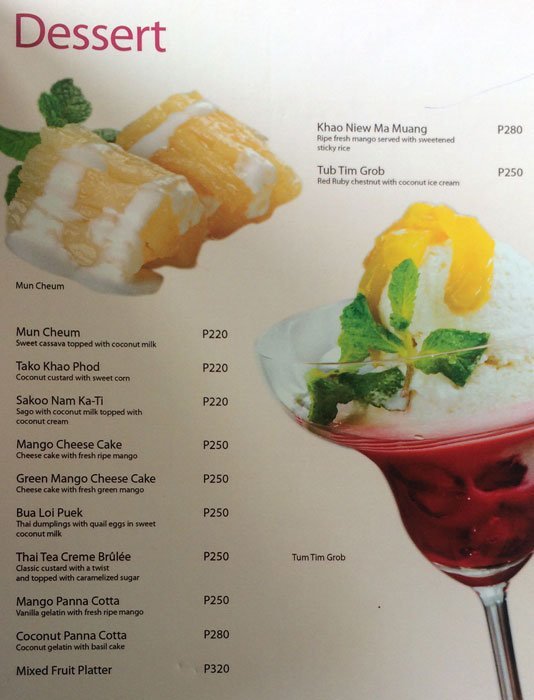 Dessert
Khao Niew Ma Muang P280
Ripe fresh mango served with sweetened
sticky rice
Tub Tim Grob P250
Red Ruby chestnut with coconut ice cream
Mun Cheum
Mun Cheum P220
Sweet cassava topped with coconut milk
Tako Khao Phod P220
Coconut custard with sweet corn
Sakoo Nam Ka-Ti P220
Sago with coconut milk topped with
coconut cream
Mango Cheese Cake P250
Cheese cake with fresh ripe mango
Green Mango Cheese Cake P250
Cheese cake with fresh green mango
Bua Loi Puek P250
Thai dumplings with quail eggs in sweet
coconut milk
Thai Tea Creme Brûlée P250
Classic custard with a twist
and topped with caramelized sugar
Tum Tim Grob
Mango Panna Cotta P250
Vanilla gelatin with fresh ripe mango
Coconut Panna Cotta P280
Coconut gelatin with basil cake
Mixed Fruit Platter P320